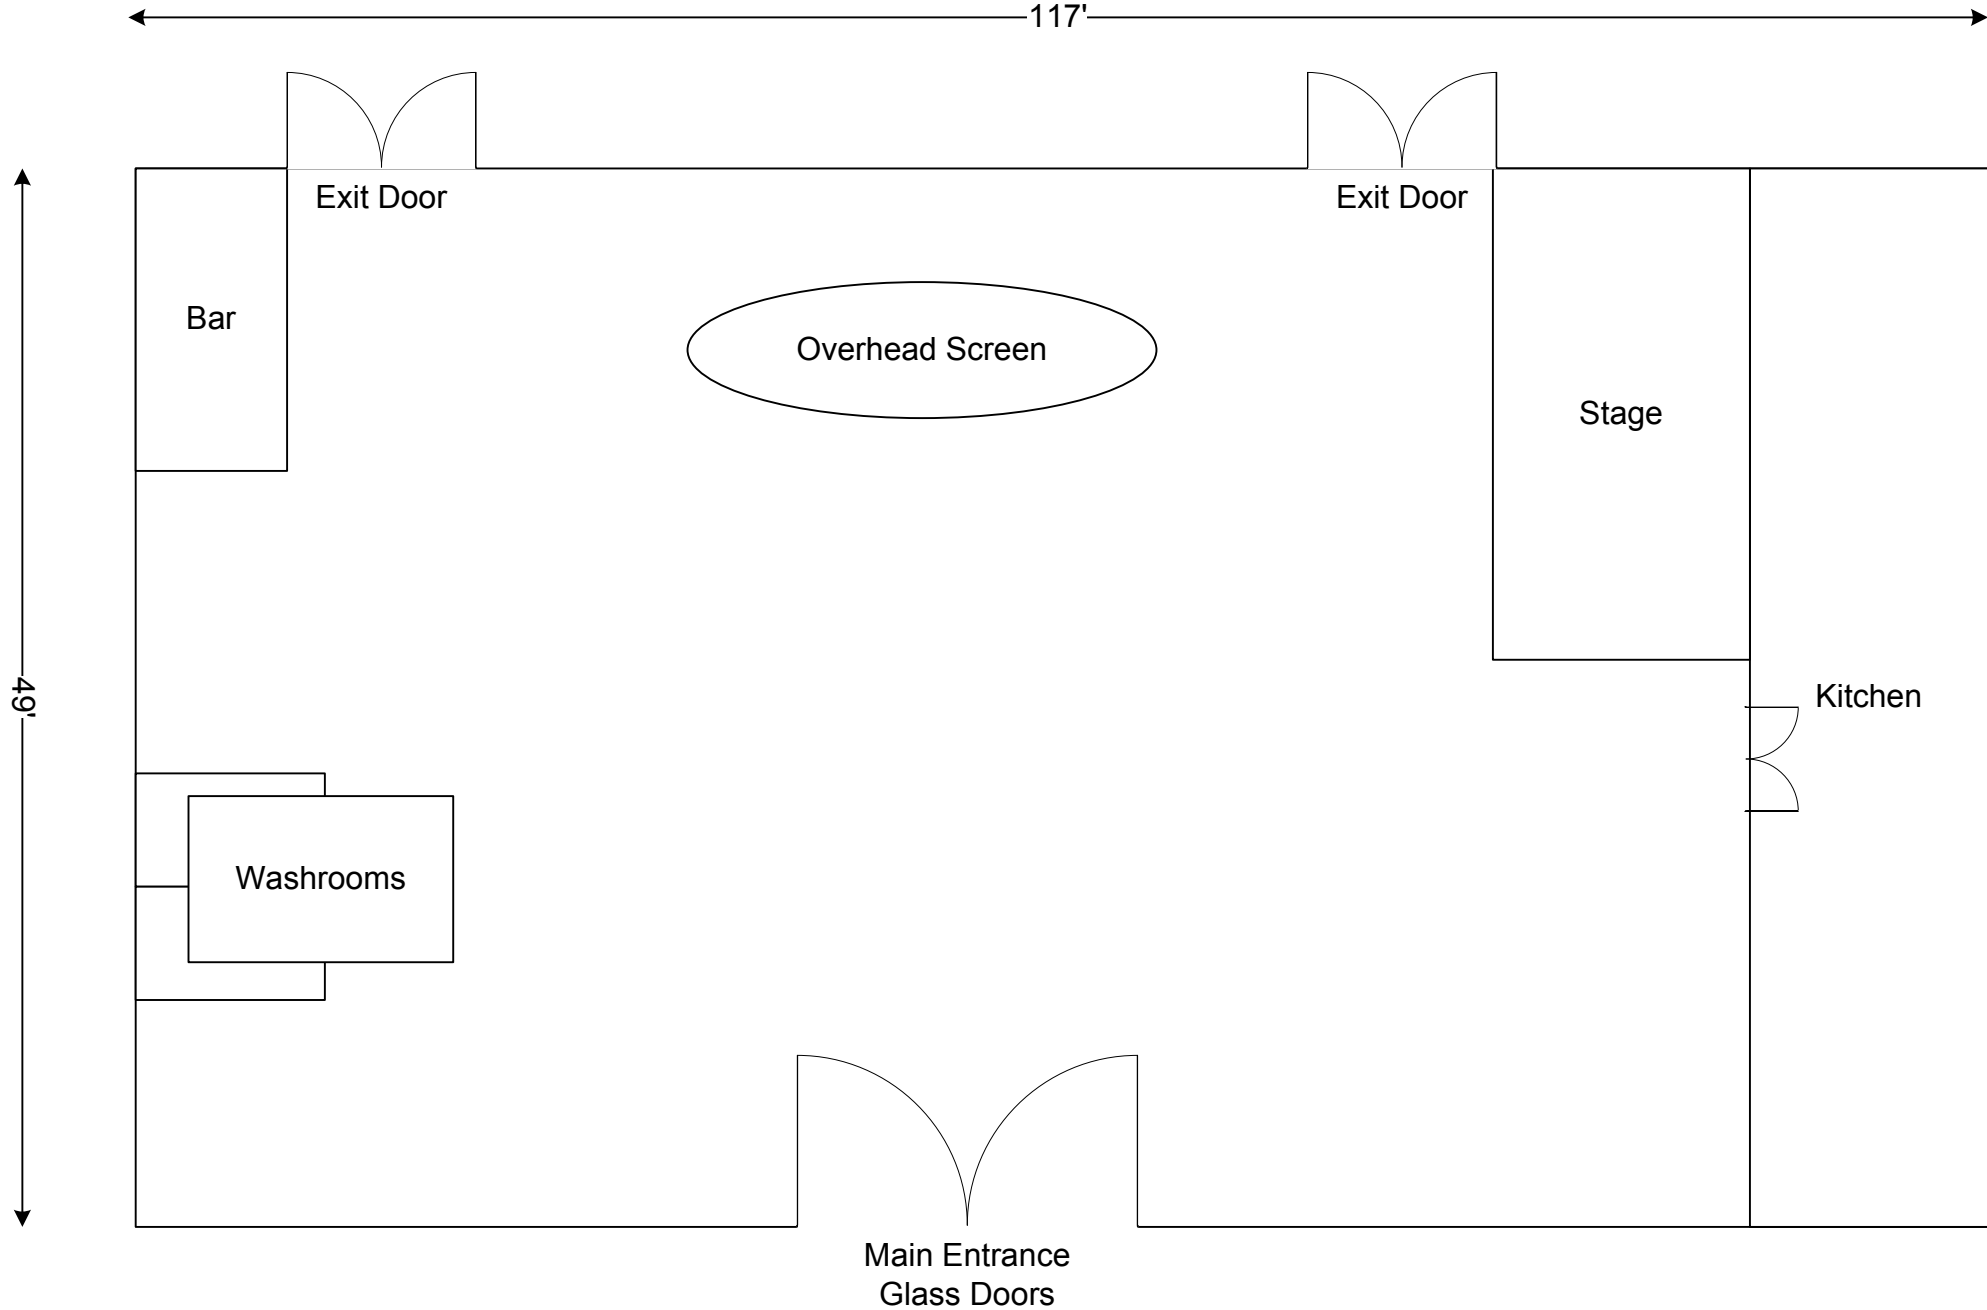 117'
Exit Door
Exit Door
Bar
Overhead Screen
Stage
49'
Kitchen
Washrooms
Main Entrance
Glass Doors